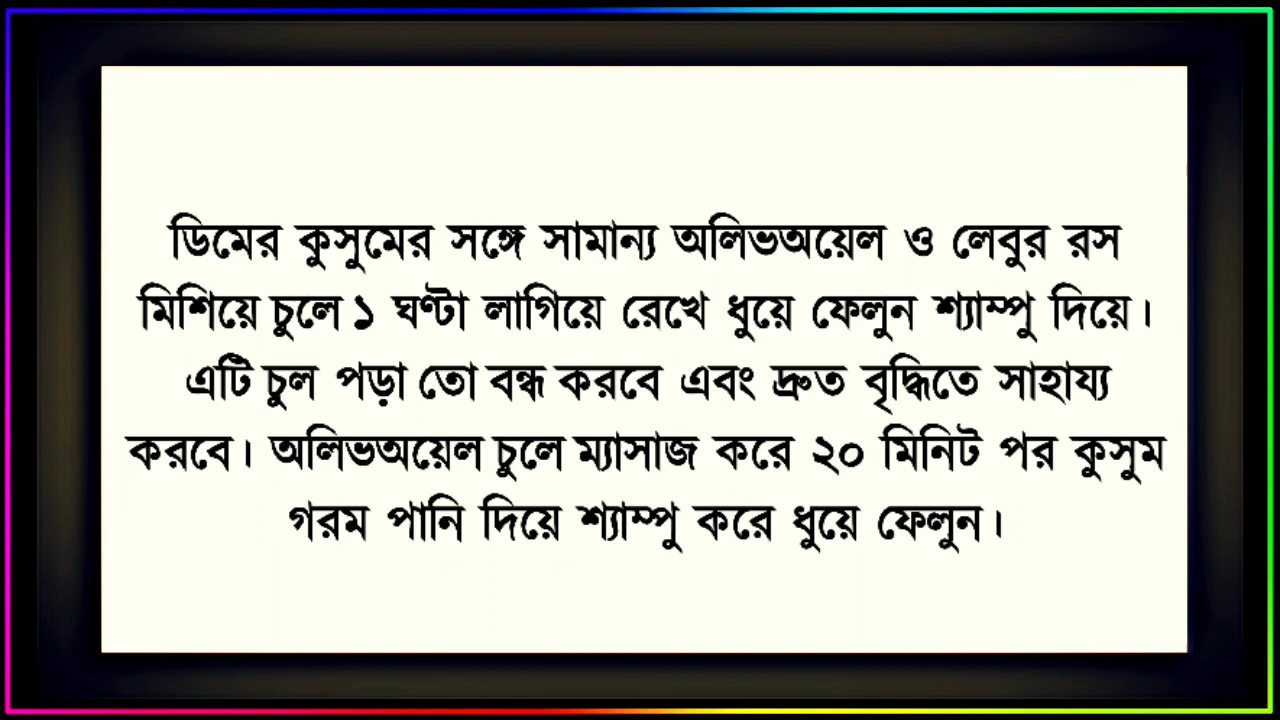 ডিমের কুসুমের সঙ্গে সামান্য অলিভঅয়েল ও লেবুর রস
মিশিয়ে চুলে ১ ঘণ্টা লাগিয়ে রেখে ধুয়ে ফেলুন শ্যাম্পু দিয়ে।
এটি চুল পড়া তো বন্ধ করবে এবং দ্রুত বৃদ্ধিতে সাহায্য
করবে। অলিভঅয়েল চুলে ম্যাসাজ করে ২০ মিনিট পর কুসুম
গরম পানি দিয়ে শ্যাম্পু করে ধুয়ে ফেলুন।